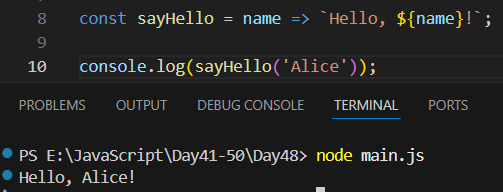 8 const sayHello = name => `Hello, ${name}!`;
9
10 console.log(sayHello('Alice'));
PROBLEMS OUTPUT DEBUG CONSOLE TERMINAL PORTS
PS E:\JavaScript\Day41-50\Day48> node main.js
Hello, Alice!